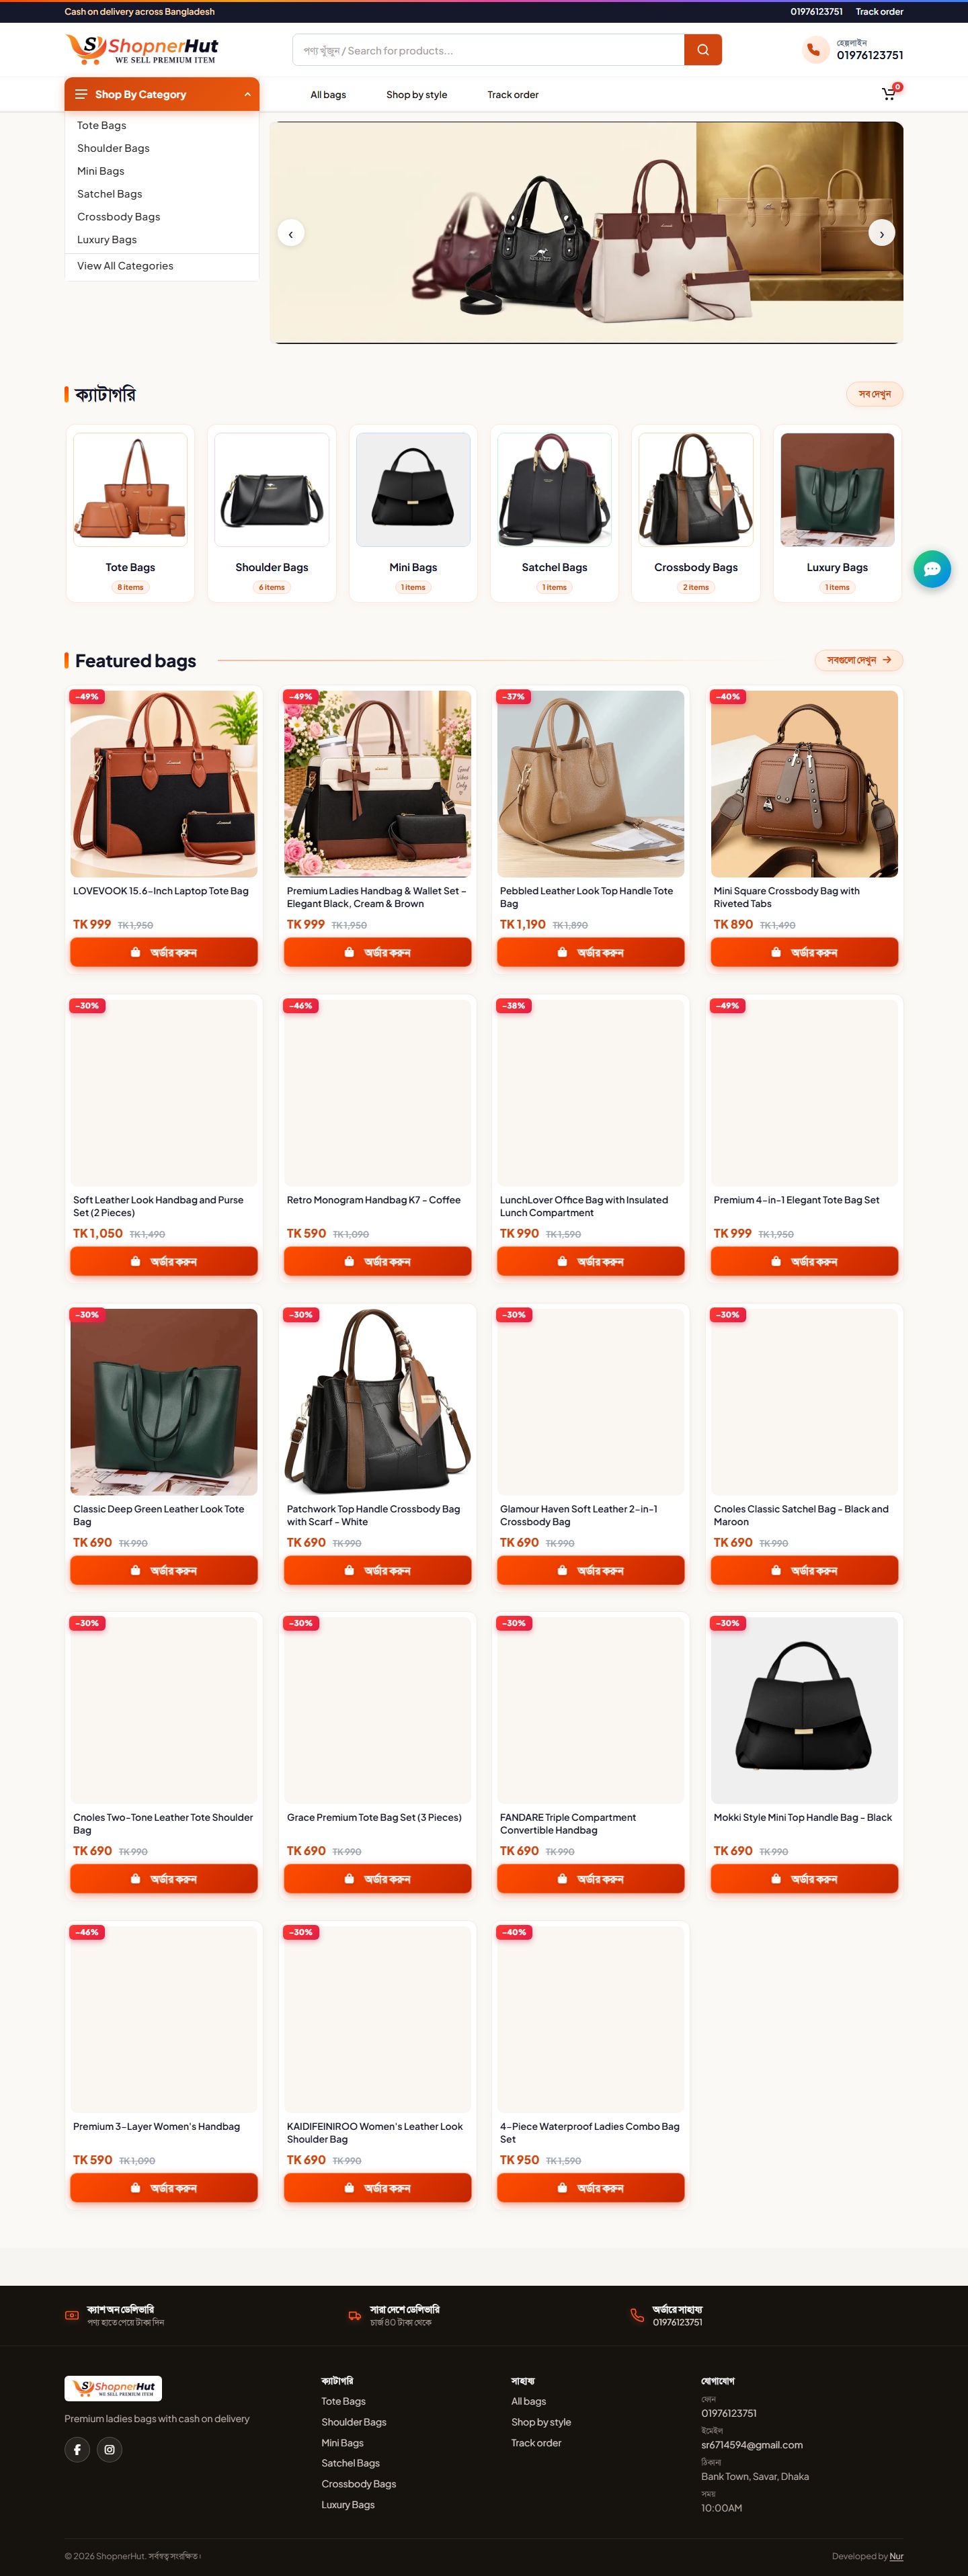 Cash on delivery across Bangladesh
01976123751 Track order
ShopnerHut
WE SELL PREMIUM ITEM
পণ্য খুঁজুন / Search for products...
হেল্পলাইন
01976123751
Shop By Category
All bags Shop by style Track order
0
Tote Bags
Shoulder Bags
Mini Bags
Satchel Bags
Crossbody Bags
Luxury Bags
View All Categories
ক্যাটাগরি
সব দেখুন
Tote Bags Shoulder Bags Mini Bags Satchel Bags Crossbody Bags Luxury Bags
8 items 6 items 1 items 1 items 2 items 1 items
Featured bags
সবগুলো দেখুন
-49% -49% -37% -40%
Good
Vibes
Only
LOVEVOOK 15.6-Inch Laptop Tote Bag
Premium Ladies Handbag & Wallet Set –
Elegant Black, Cream & Brown
Pebbled Leather Look Top Handle Tote
Bag
Mini Square Crossbody Bag with
Riveted Tabs
TK 999 TK 1,950 TK 999 TK 1,950 TK 1,190 TK 1,890 TK 890 TK 1,490
অর্ডার করুন অর্ডার করুন অর্ডার করুন অর্ডার করুন
-30% -46% -38% -49%
Soft Leather Look Handbag and Purse
Set (2 Pieces)
Retro Monogram Handbag K7 - Coffee
LunchLover Office Bag with Insulated
Lunch Compartment
Premium 4-in-1 Elegant Tote Bag Set
TK 1,050 TK 1,490 TK 590 TK 1,090 TK 990 TK 1,590 TK 999 TK 1,950
অর্ডার করুন অর্ডার করুন অর্ডার করুন অর্ডার করুন
-30% -30% -30% -30%
Classic Deep Green Leather Look Tote
Bag
Patchwork Top Handle Crossbody Bag
with Scarf - White
Glamour Haven Soft Leather 2-in-1
Crossbody Bag
Cnoles Classic Satchel Bag - Black and
Maroon
TK 690 TK 990 TK 690 TK 990 TK 690 TK 990 TK 690 TK 990
অর্ডার করুন অর্ডার করুন অর্ডার করুন অর্ডার করুন
-30% -30% -30% -30%
Cnoles Two-Tone Leather Tote Shoulder
Bag
Grace Premium Tote Bag Set (3 Pieces)
FANDARE Triple Compartment
Convertible Handbag
Mokki Style Mini Top Handle Bag - Black
TK 690 TK 990 TK 690 TK 990 TK 690 TK 990 TK 690 TK 990
অর্ডার করুন অর্ডার করুন অর্ডার করুন অর্ডার করুন
-46% -30% -40%
Premium 3-Layer Women's Handbag
KAIDIFEINIROO Women's Leather Look
Shoulder Bag
4-Piece Waterproof Ladies Combo Bag
Set
TK 590 TK 1,090 TK 690 TK 990 TK 950 TK 1,590
অর্ডার করুন অর্ডার করুন অর্ডার করুন
ক্যাশ অন ডেলিভারি
পণ্য হাতে পেয়ে টাকা দিন
সারা দেশে ডেলিভারি
চার্জ 80 টাকা থেকে
অর্ডারে সাহায্য
01976123751
ShopnerHut
WE SELL PREMIUM ITEM
Premium ladies bags with cash on delivery
ক্যাটাগরি
Tote Bags
Shoulder Bags
Mini Bags
Satchel Bags
Crossbody Bags
Luxury Bags
সাহায্য
All bags
Shop by style
Track order
যোগাযোগ
ফোন
01976123751
ইমেইল
sr6714594@gmail.com
ঠিকানা
Bank Town, Savar, Dhaka
সময়
10:00AM
© 2026 ShopnerHut. সর্বস্বত্ব সংরক্ষিত।
Developed by Nur